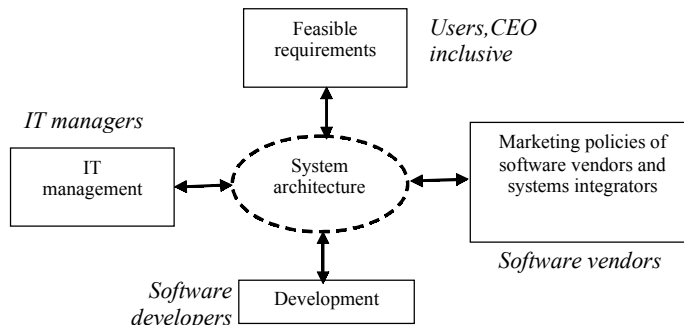 Feasible
requirements
Users,CEO
inclusive
IT managers
IT
management
System
architecture
Marketing policies of
software vendors and
systems integrators
Software vendors
Software
developers
Development